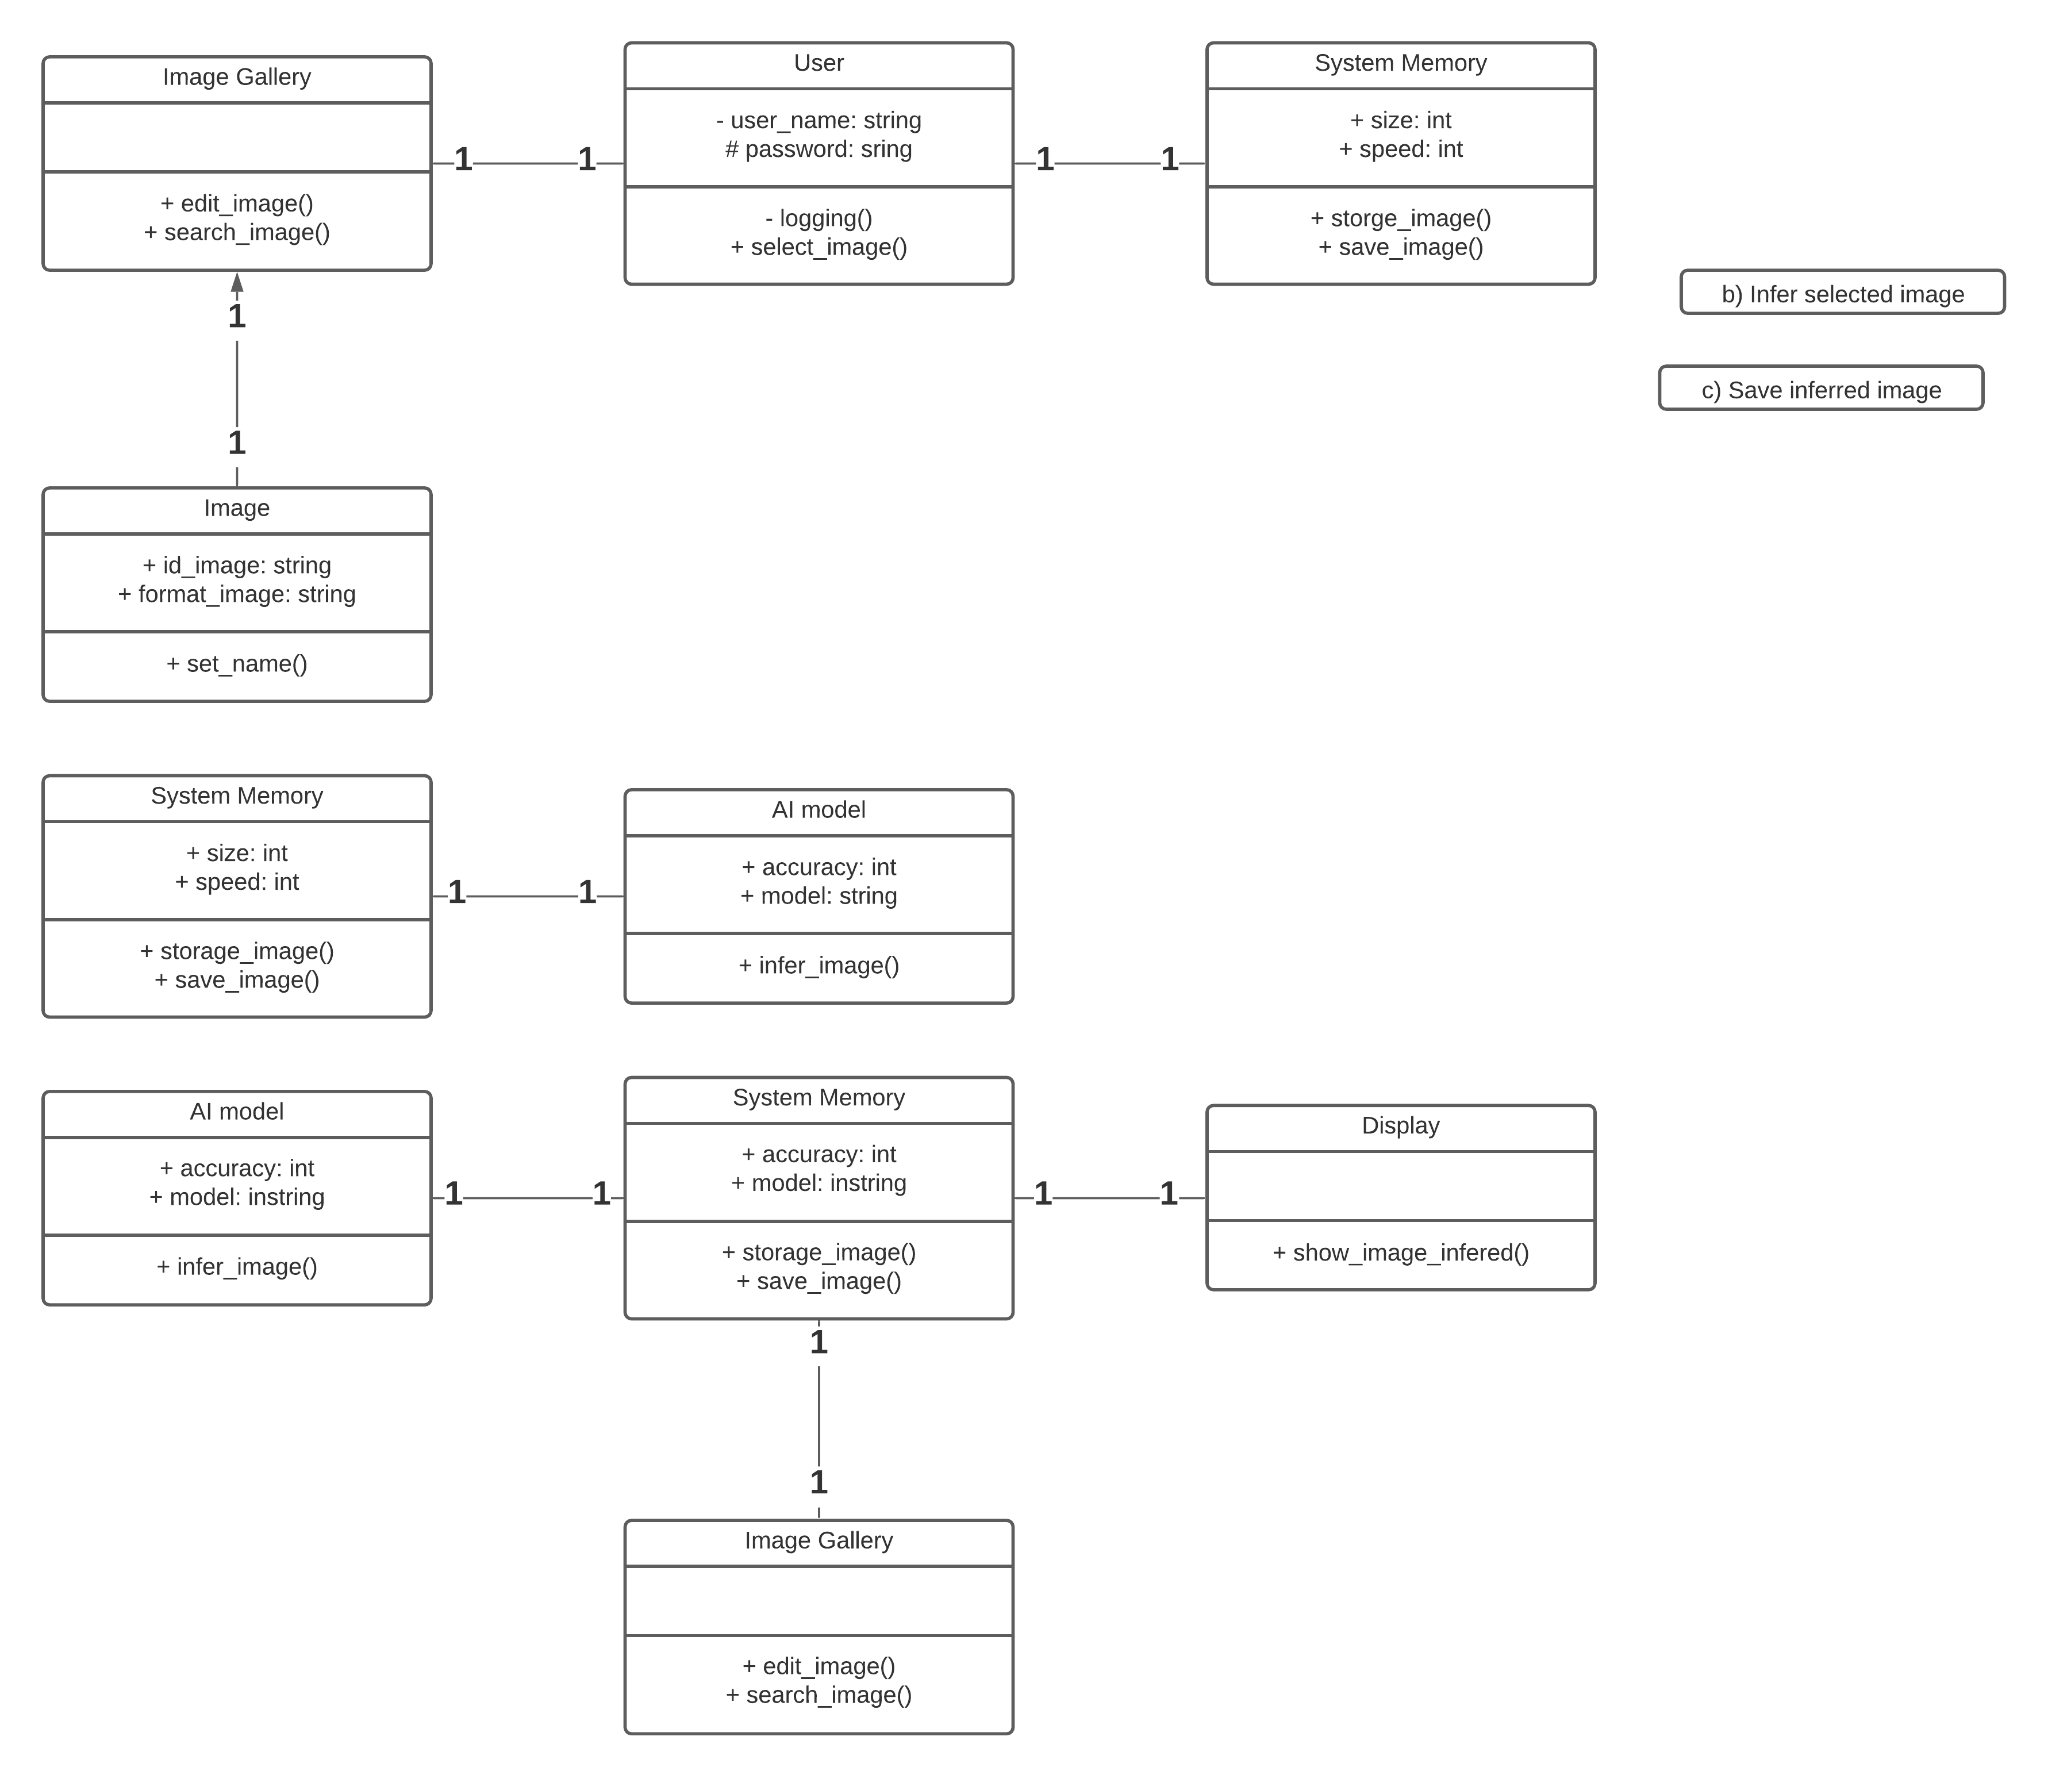 Image Gallery
+ edit_image()
+ search_image()
1
1
User
- user_name: string
# password: sring
- logging()
+ select_image()
1
1
System Memory
+ size: int
+ speed: int
+ storge_image()
+ save_image()
b) Infer selected image
c) Save inferred image
1
1
Image
+ id_image: string
+ format_image: string
+ set_name()
System Memory
+ size: int
+ speed: int
+ storage_image()
+ save_image()
1
1
AI model
+ accuracy: int
+ model: string
+ infer_image()
AI model
+ accuracy: int
+ model: instring
+ infer_image()
1
1
System Memory
+ accuracy: int
+ model: instring
+ storage_image()
+ save_image()
1
1
Display
+ show_image_infered()
1
1
Image Gallery
+ edit_image()
+ search_image()